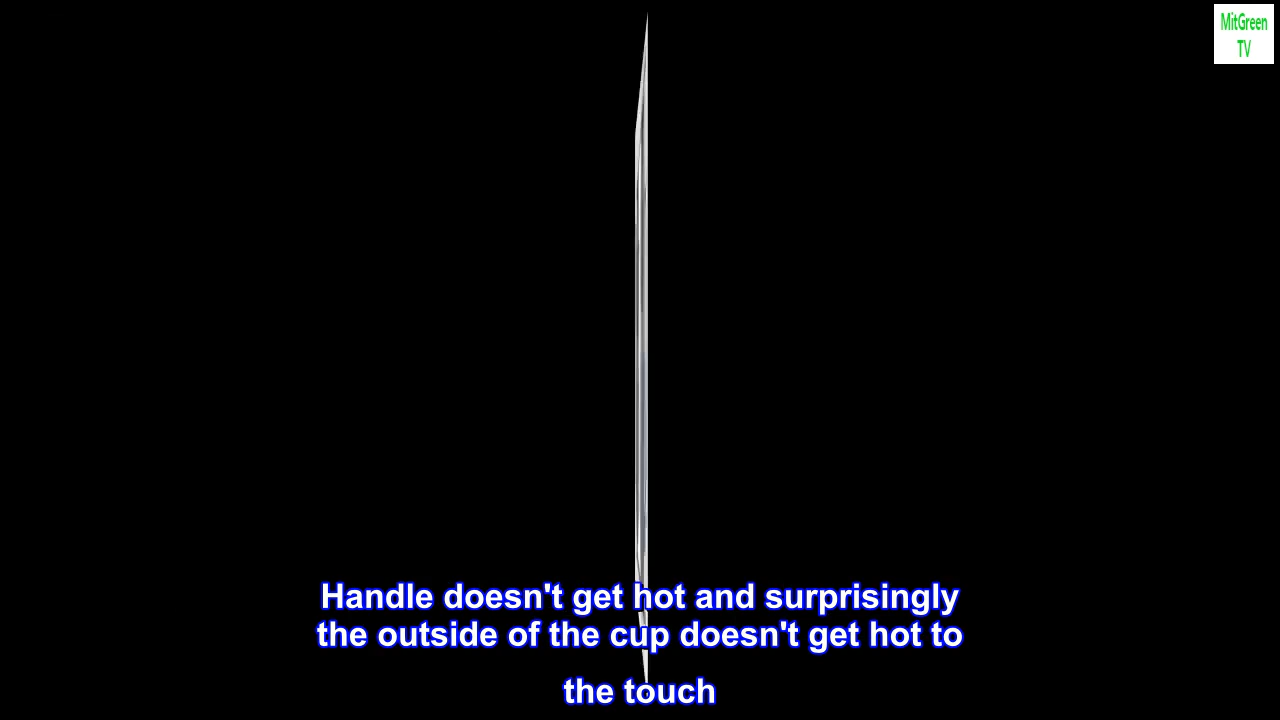 MitGreen
TV
Handle doesn't get hot and surprisingly
the outside of the cup doesn't get hot to
the touch